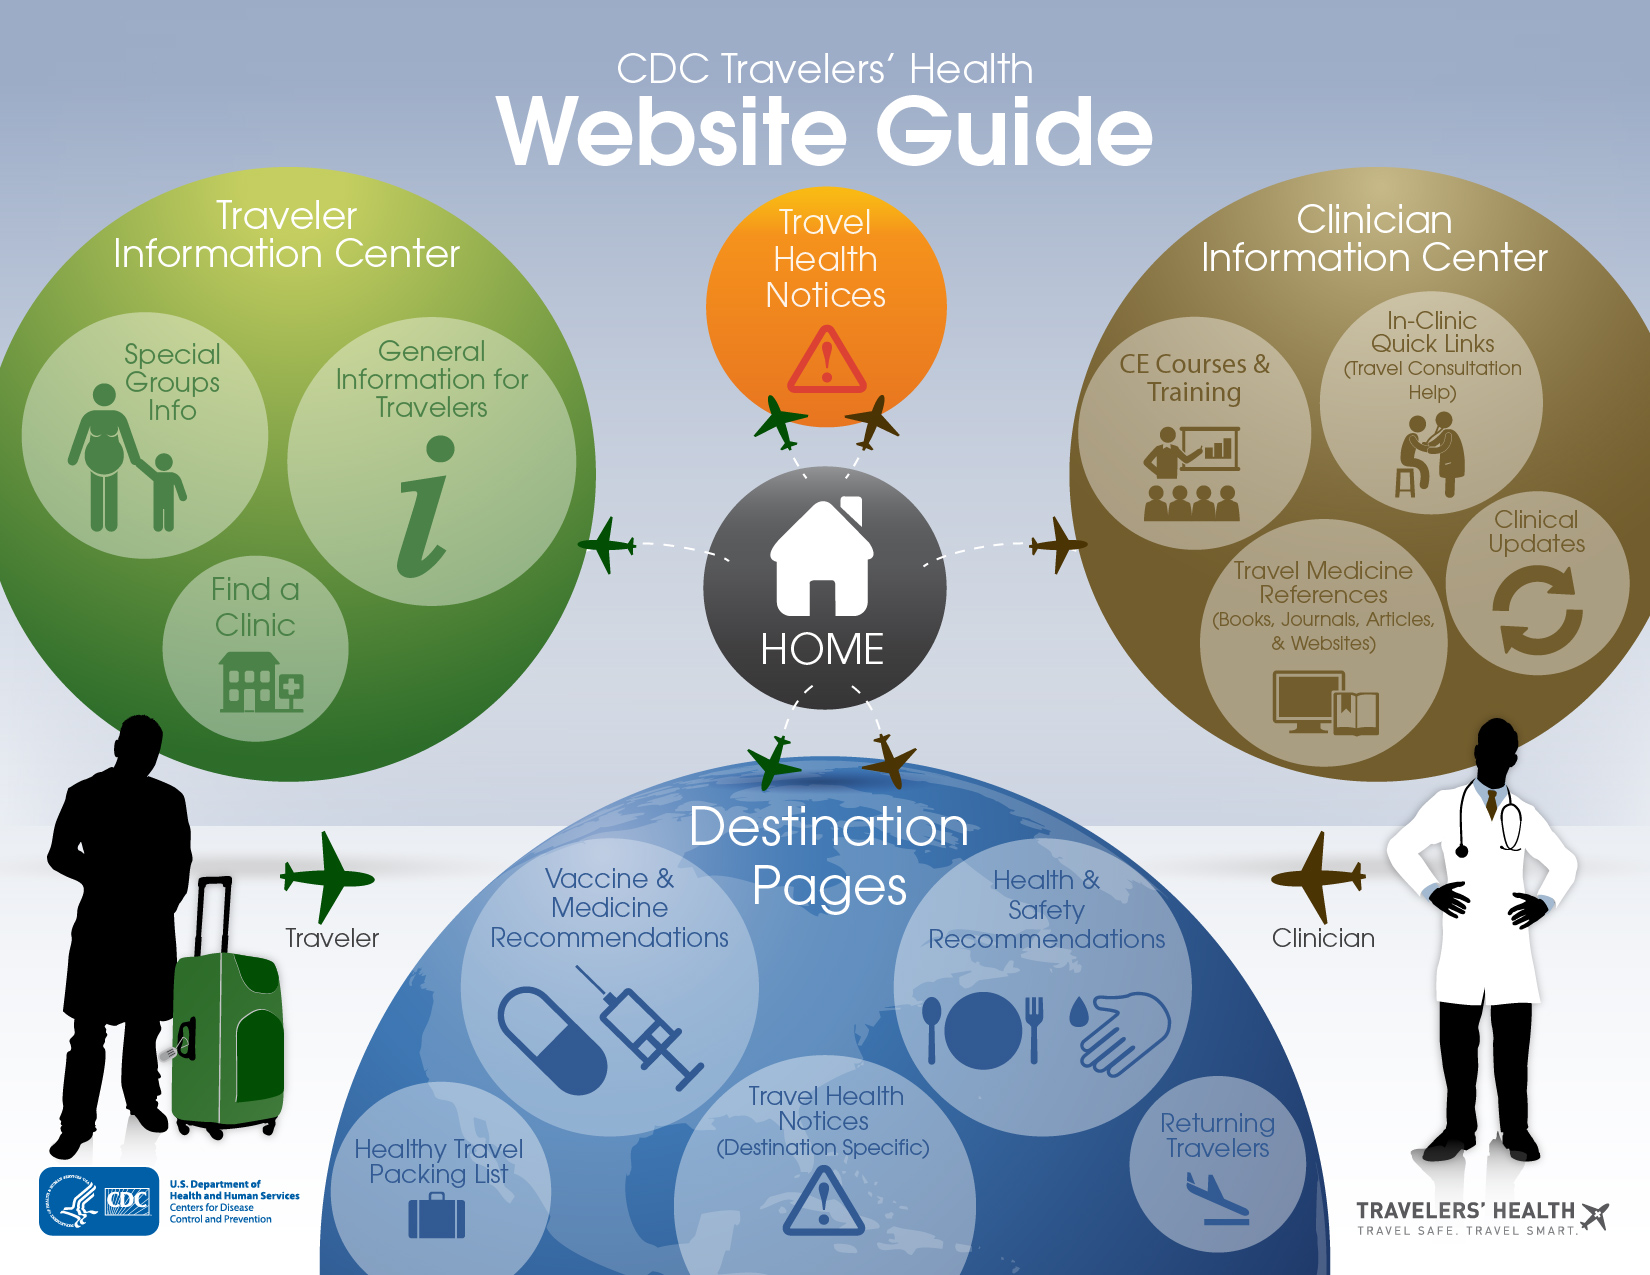 CDC Travelers’ Health
Website Guide
Traveler
Information Center
Special
Groups
Info
General
Information for
Travelers
Find a
Clinic
Travel
Health
Notices
HOME
Clinician
Information Center
CE Courses &
Training
In-Clinic
Quick Links
(Travel Consultation
Help)
Travel Medicine
References
(Books, Journals, Articles,
& Websites)
Clinical
Updates
Destination
Pages
Vaccine &
Medicine
Recommendations
Health &
Safety
Recommendations
Healthy Travel
Packing List
Travel Health
Notices
(Destination Specific)
Returning
Travelers
Traveler
Clinician
CDC
U.S. Department of
Health and Human Services
Centers for Disease
Control and Prevention
TRAVELERS’ HEALTH
TRAVEL SAFE. TRAVEL SMART.